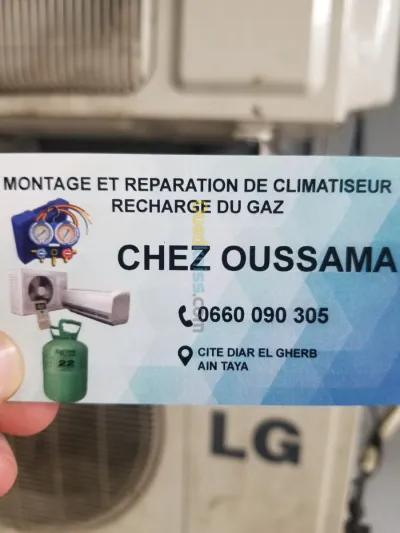 MONTAGE ET REPARATION DE CLIMATISEUR
RECHARGE DU GAZ
CHEZ OUSSAMA
0660 090 305
CITE DIAR EL GHERB
AIN TAYA
22
LG